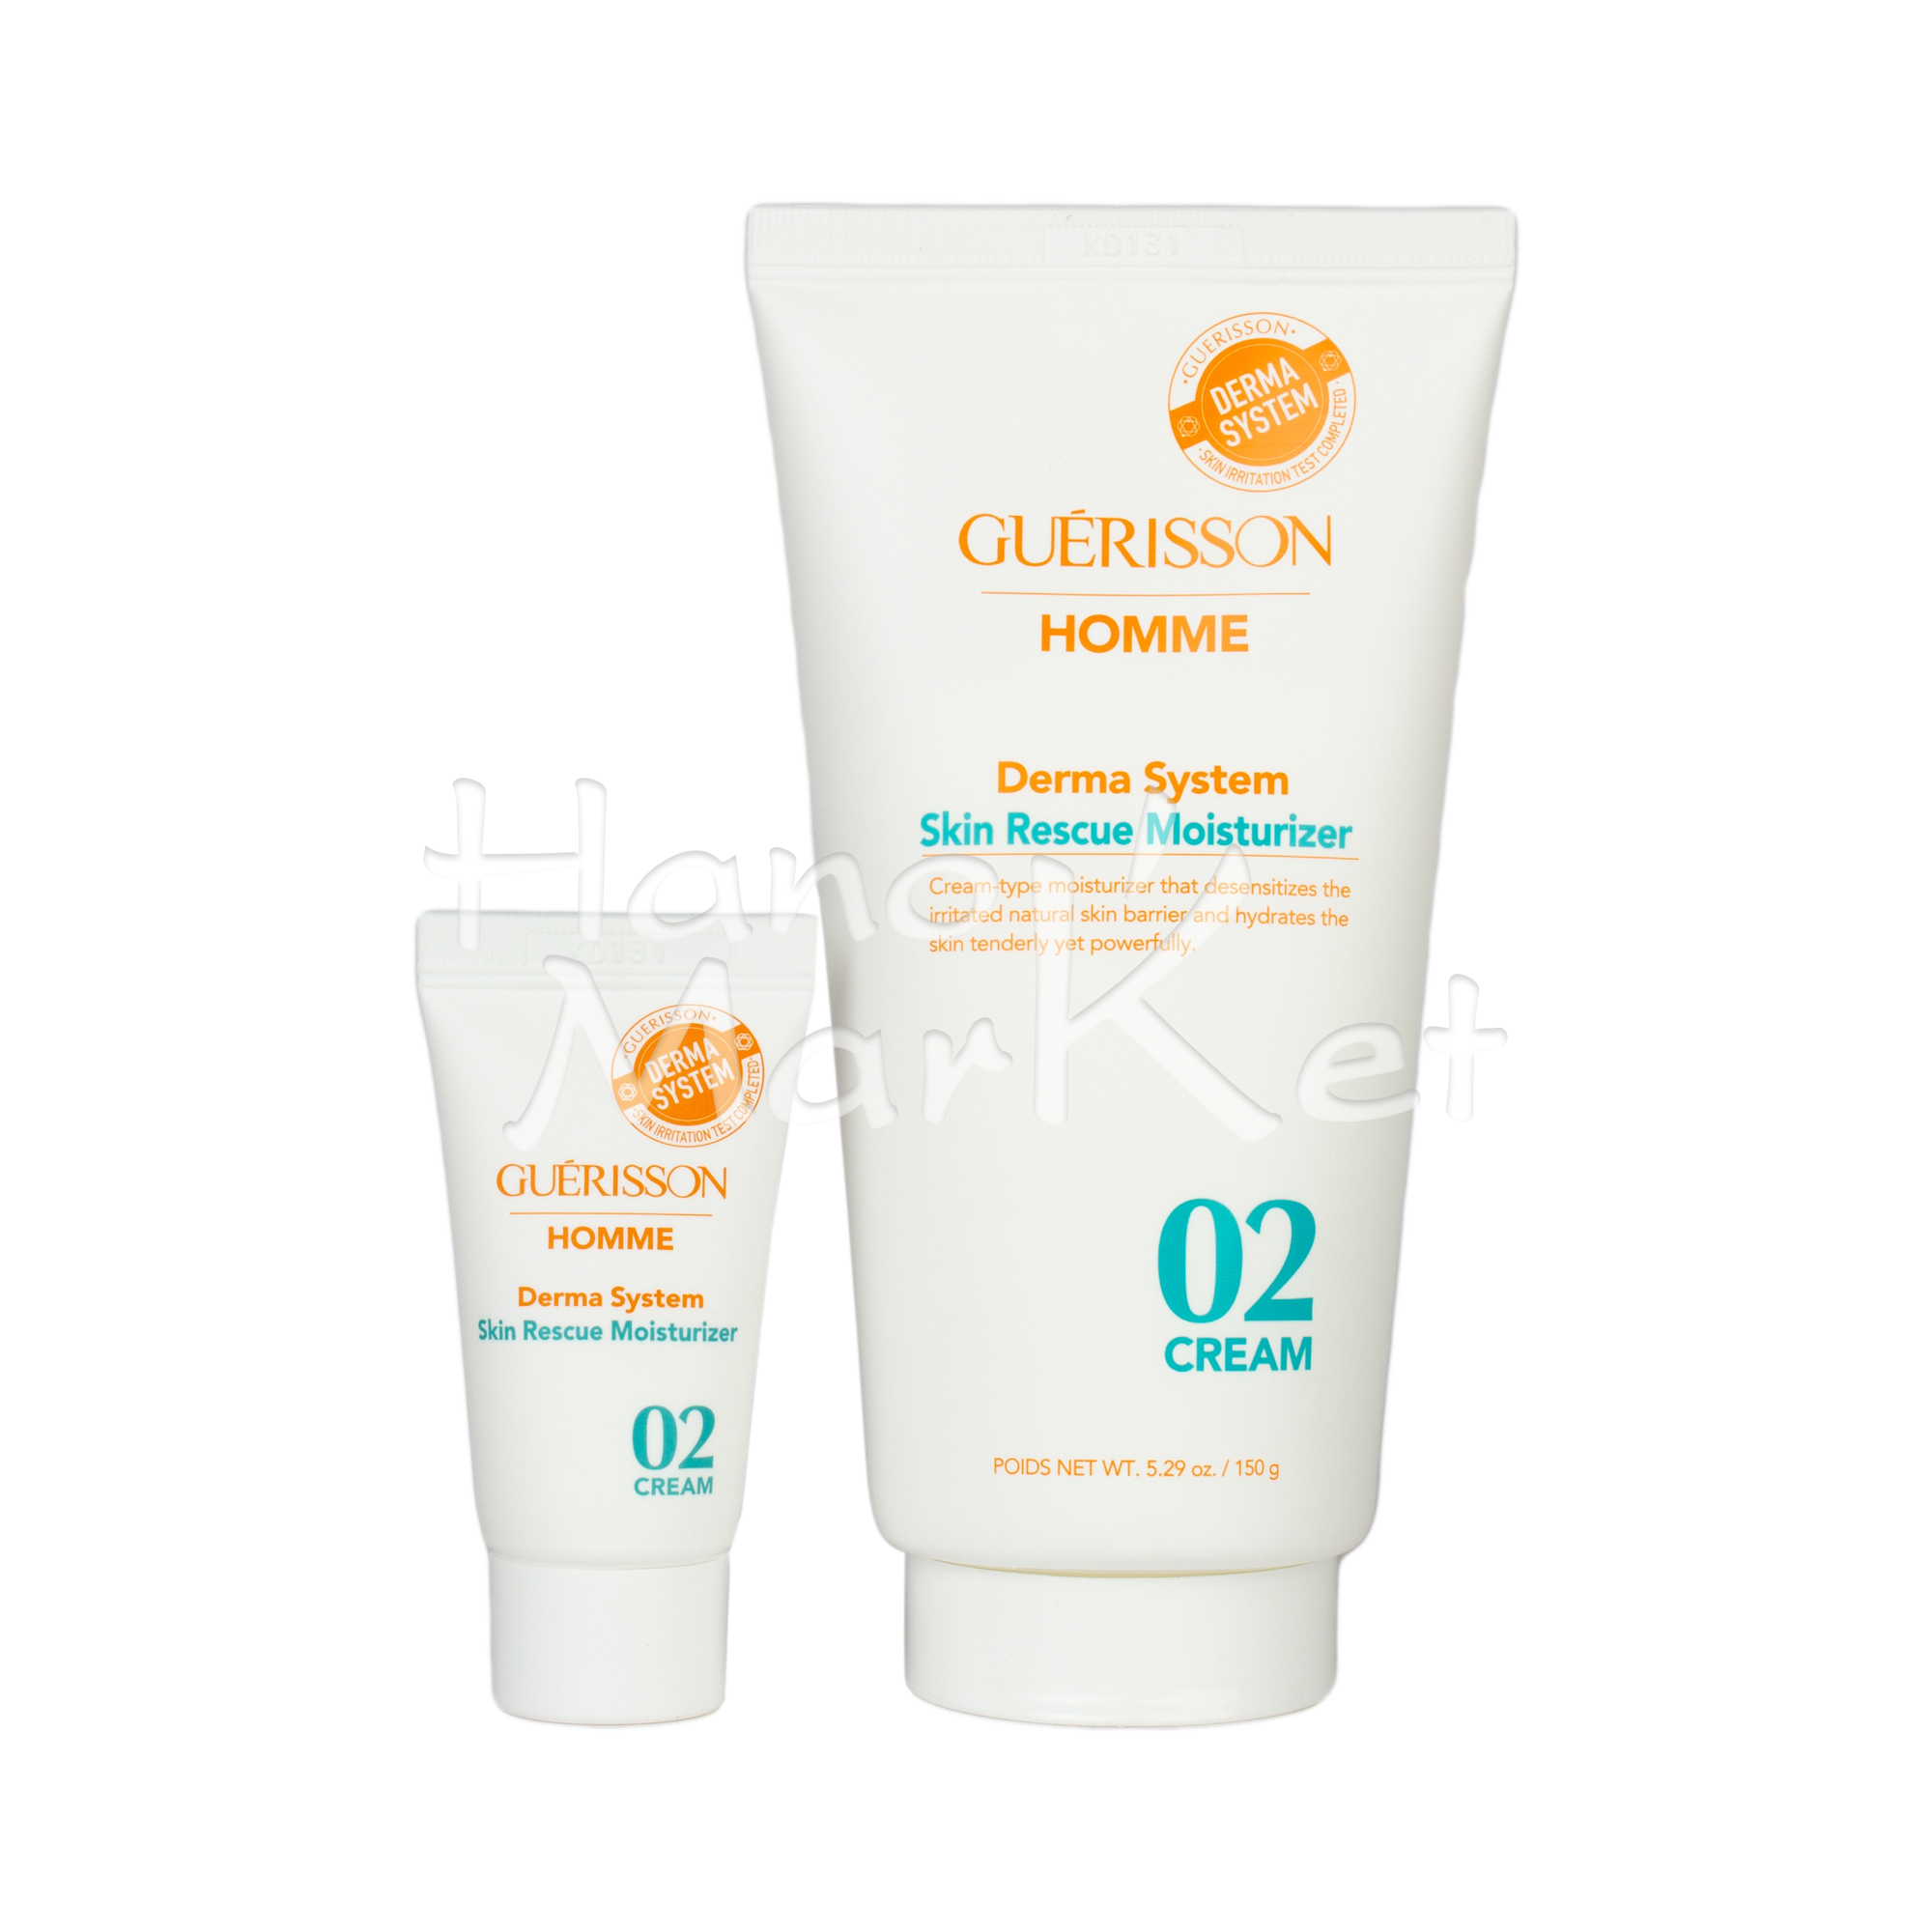 KD131
·GUERISSON·
DERMA
SYSTEM
·SKIN IRRITATION TEST COMPLETED·
GUÉRISSON
HOMME
Derma System
Skin Rescue Moisturizer
Cream-type moisturizer that desensitizes the
irritated natural skin barrier and hydrates the
skin tenderly yet powerfully.
02
CREAM
POIDS NET WT. 5.29 oz. / 150 g
KD131
·GUERISSON·
DERMA
SYSTEM
·SKIN IRRITATION TEST COMPLETED·
GUÉRISSON
HOMME
Derma System
Skin Rescue Moisturizer
02
CREAM
Hanok
Market